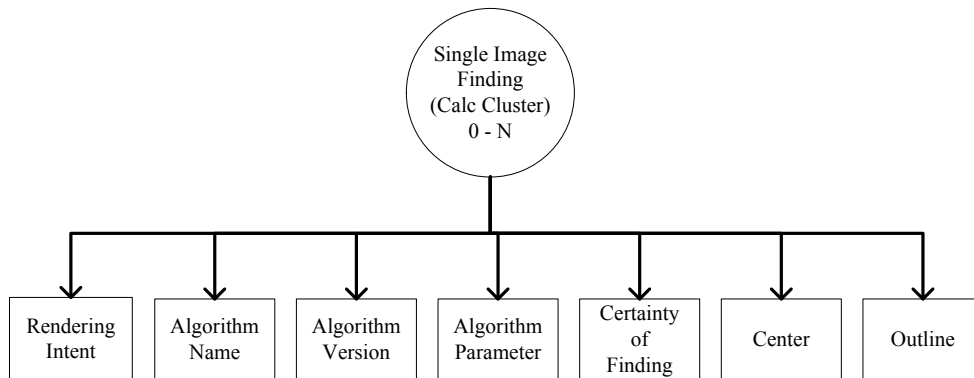 Single Image
Finding
(Calc Cluster)
0 - N
Rendering
Intent
Algorithm
Name
Algorithm
Version
Algorithm
Parameter
Certainty
of
Finding
Center
Outline